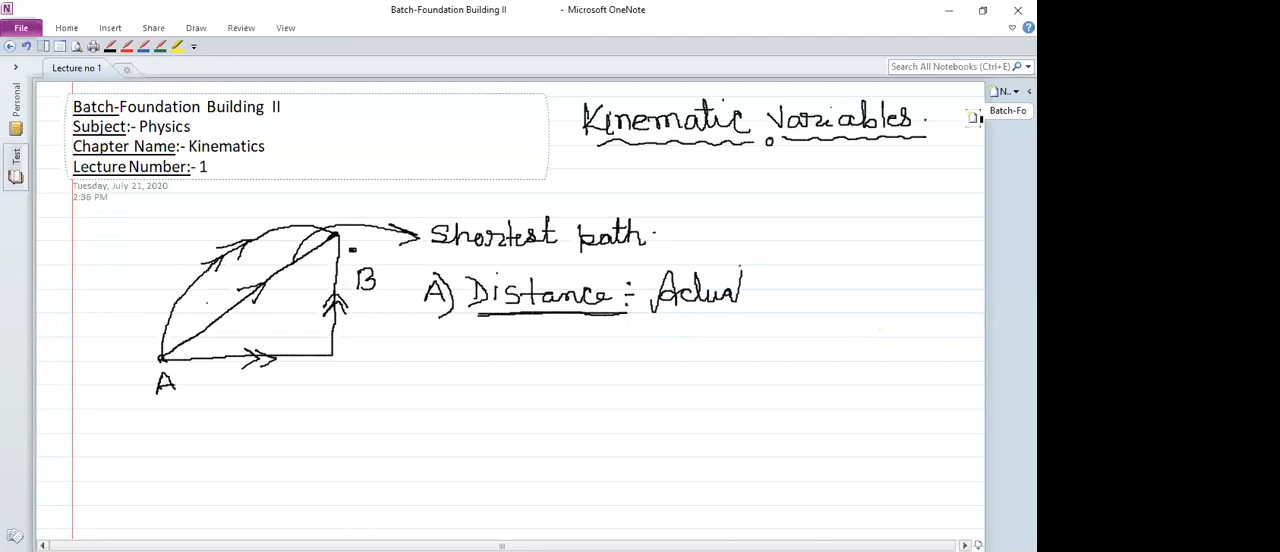 Batch-Foundation Building II - Microsoft OneNote
File Home Insert Share Draw Review View
Lecture no 1
Search All Notebooks (Ctrl+E)
Personal
Test
N..
Batch-Fo
Batch-Foundation Building II
Subject:- Physics
Chapter Name:- Kinematics
Lecture Number:- 1
Tuesday, July 21, 2020
2:36 PM
Kinematic Variables.
Shortest path.
B
A) Distance :- Actual
A